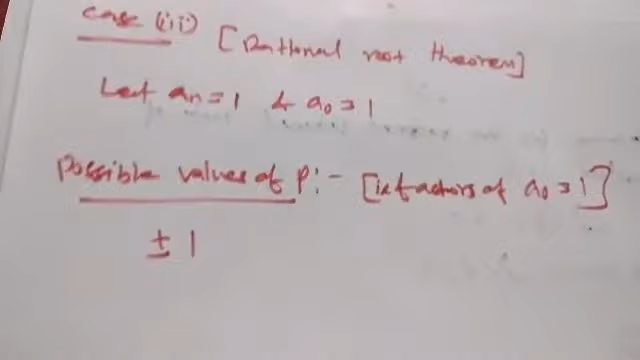 case (iii) [Rational root theorem]
Let an = 1 & a0 = 1
Possible values of P:- [ie factors of a0 = 1]
± 1